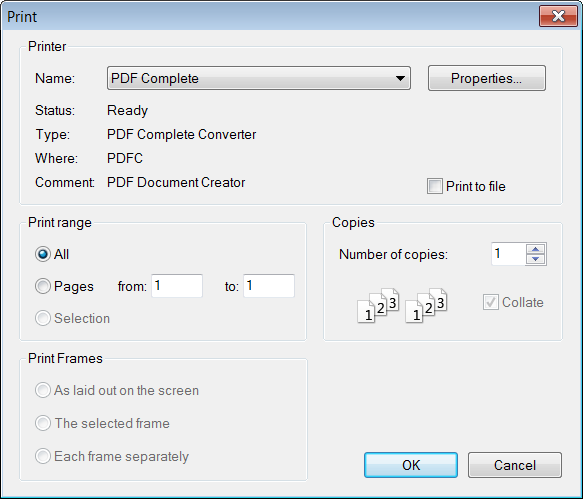 Print
Printer
Name: PDF Complete Properties...
Status: Ready
Type: PDF Complete Converter
Where: PDFC
Comment: PDF Document Creator
Print to file
Print range
All
Pages from: 1 to: 1
Selection
Copies
Number of copies: 1
1 2 3 1 2 3
Collate
Print Frames
As laid out on the screen
The selected frame
Each frame separately
OK Cancel